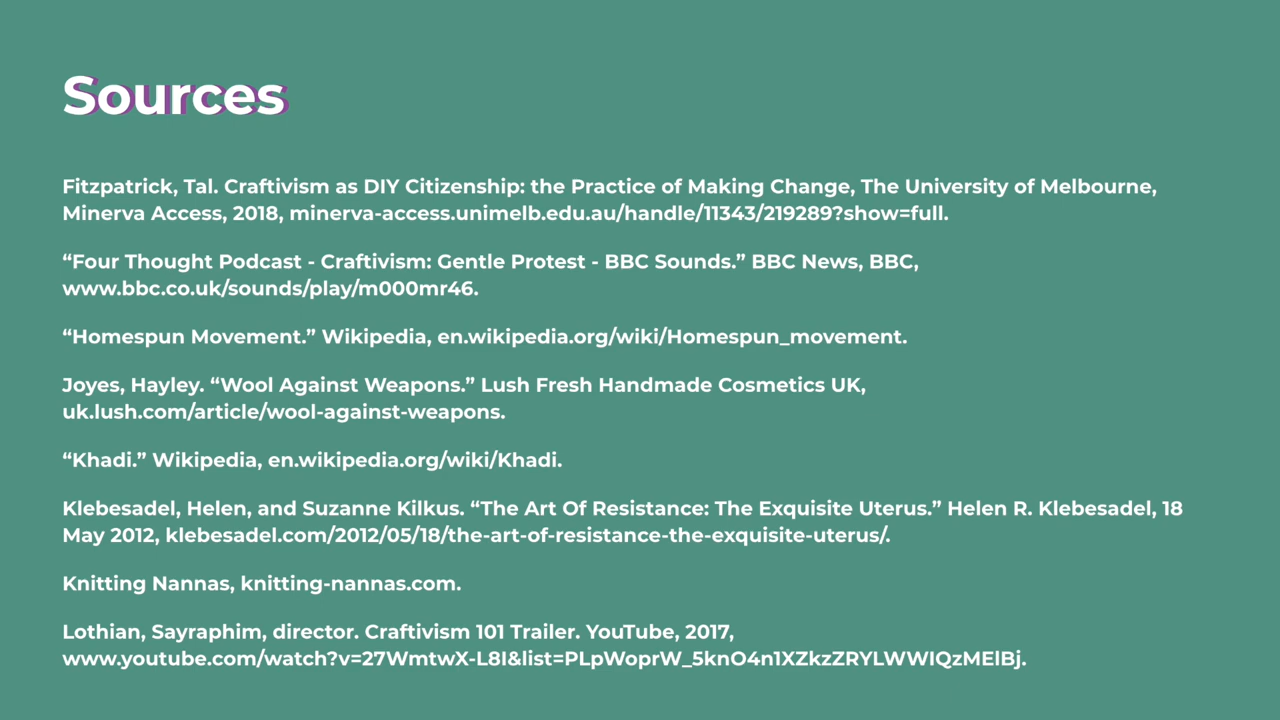 Sources
Fitzpatrick, Tal. Craftivism as DIY Citizenship: the Practice of Making Change, The University of Melbourne,
Minerva Access, 2018, minerva-access.unimelb.edu.au/handle/11343/219289?show=full.
“Four Thought Podcast - Craftivism: Gentle Protest - BBC Sounds.” BBC News, BBC,
www.bbc.co.uk/sounds/play/m000mr46.
“Homespun Movement.” Wikipedia, en.wikipedia.org/wiki/Homespun_movement.
Joyes, Hayley. “Wool Against Weapons.” Lush Fresh Handmade Cosmetics UK,
uk.lush.com/article/wool-against-weapons.
“Khadi.” Wikipedia, en.wikipedia.org/wiki/Khadi.
Klebesadel, Helen, and Suzanne Kilkus. “The Art Of Resistance: The Exquisite Uterus.” Helen R. Klebesadel, 18
May 2012, klebesadel.com/2012/05/18/the-art-of-resistance-the-exquisite-uterus/.
Knitting Nannas, knitting-nannas.com.
Lothian, Sayraphim, director. Craftivism 101 Trailer. YouTube, 2017,
www.youtube.com/watch?v=27WmtwX-L8I&list=PLpWoprW_5knO4n1XZkzZRYLWWIQzMElBj.